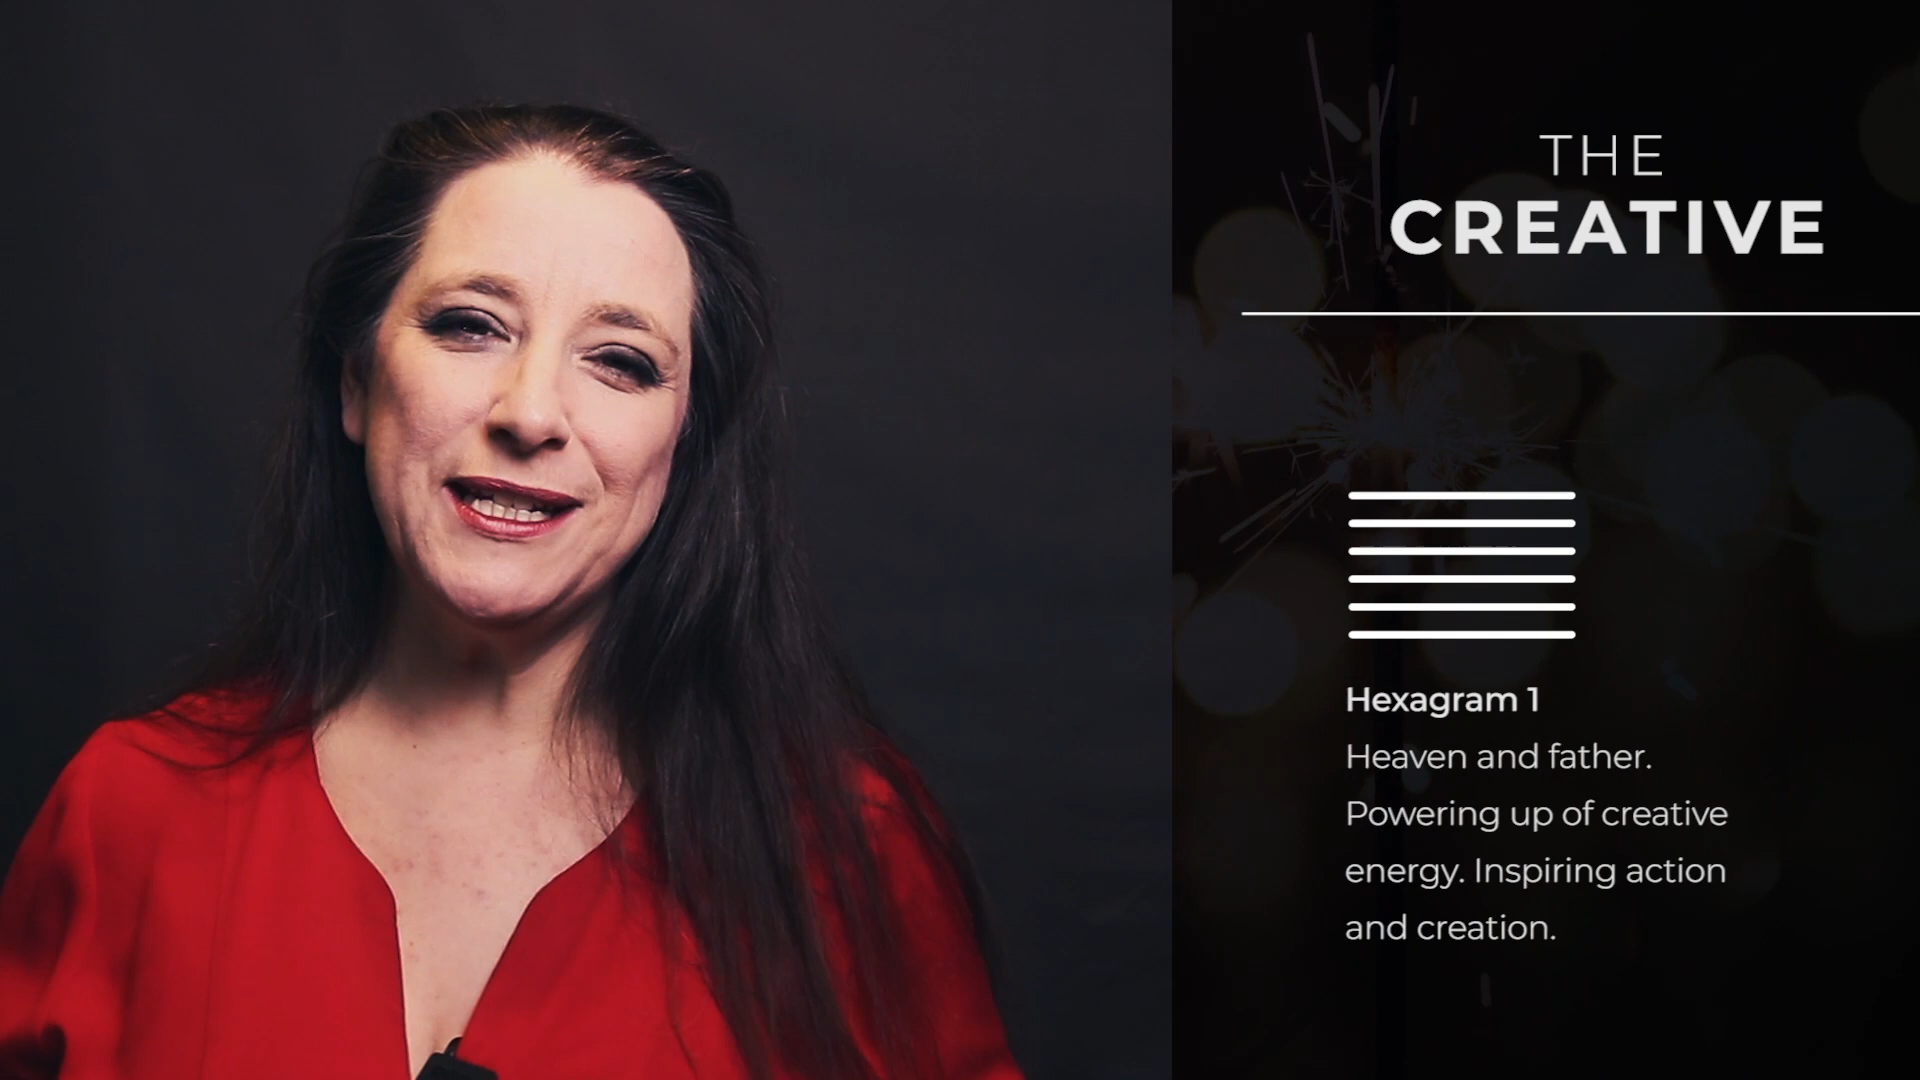 THE
CREATIVE
Hexagram 1
Heaven and father.
Powering up of creative
energy. Inspiring action
and creation.